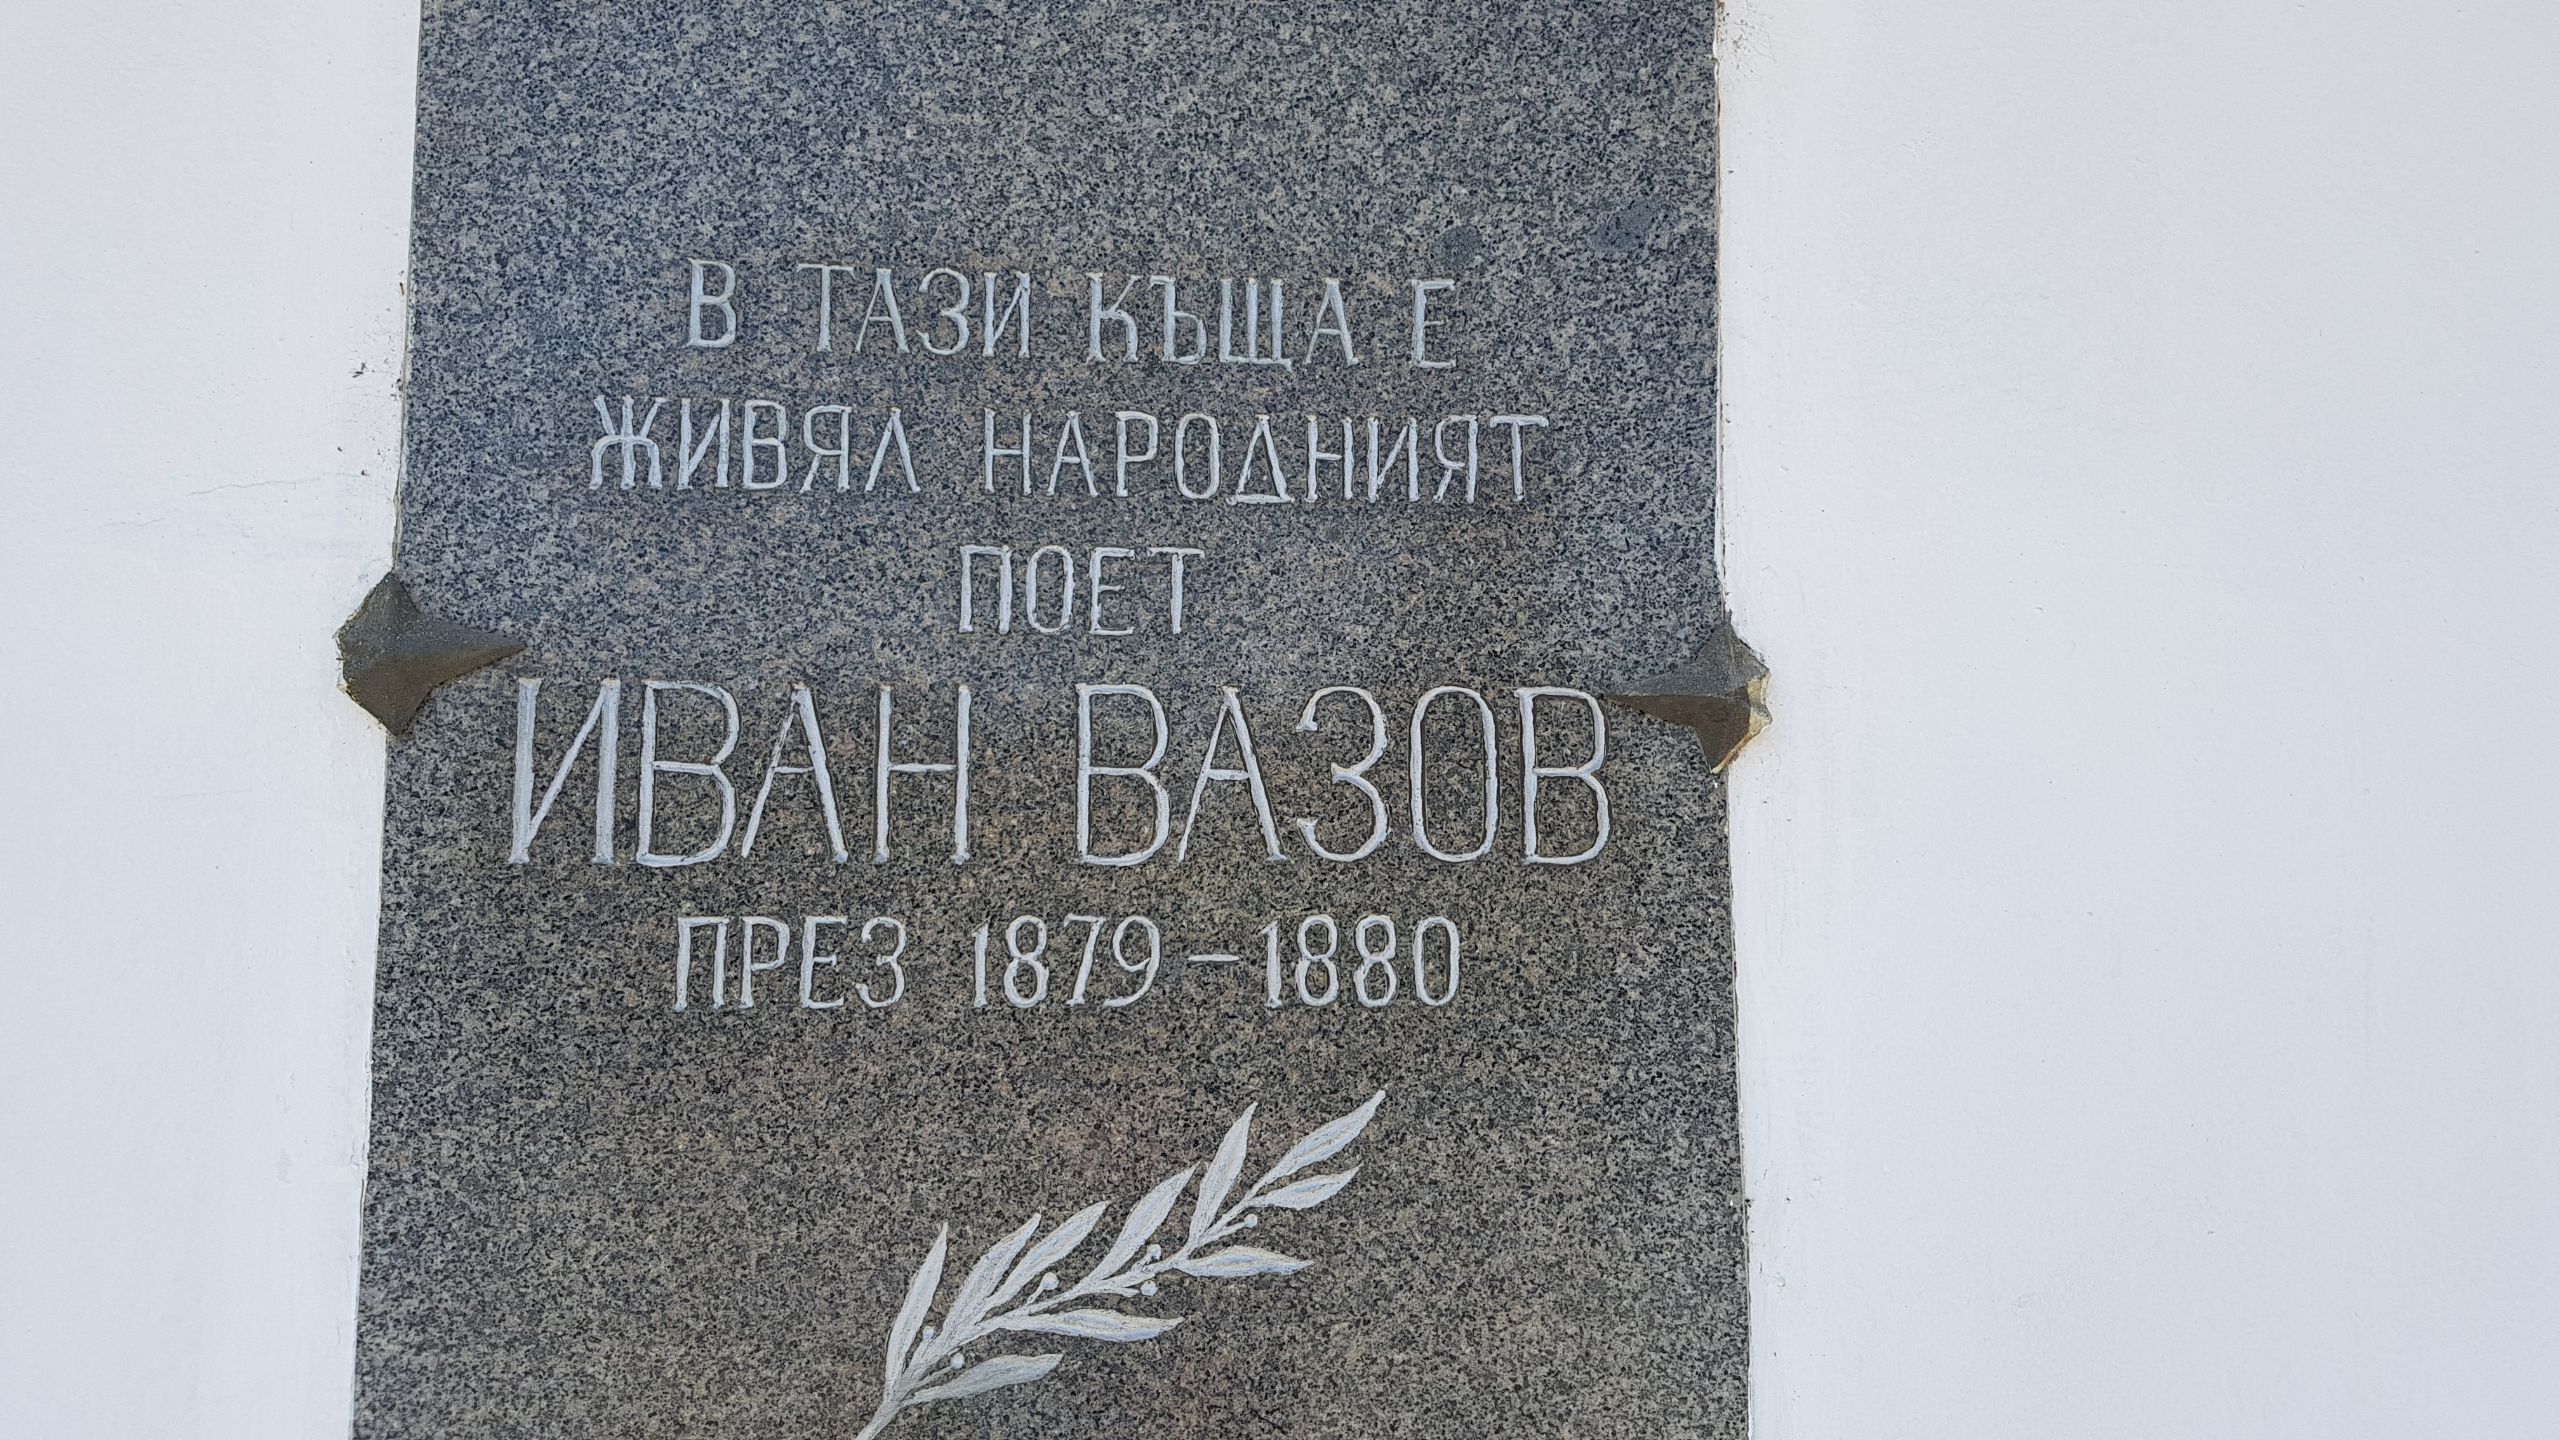 В ТАЗИ КЪЩА Е
ЖИВЯЛ НАРОДНИЯТ
ПОЕТ
ИВАН ВАЗОВ
ПРЕЗ 1879-1880